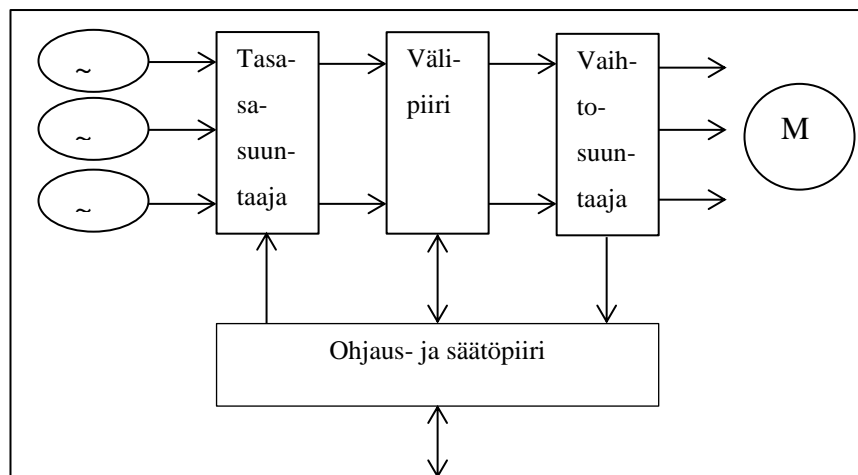 ~
~
~
Tasa-
sa-
suun-
taaja
Väli-
piiri
Vaih-
to-
suun-
taaja
M
Ohjaus- ja säätöpiiri